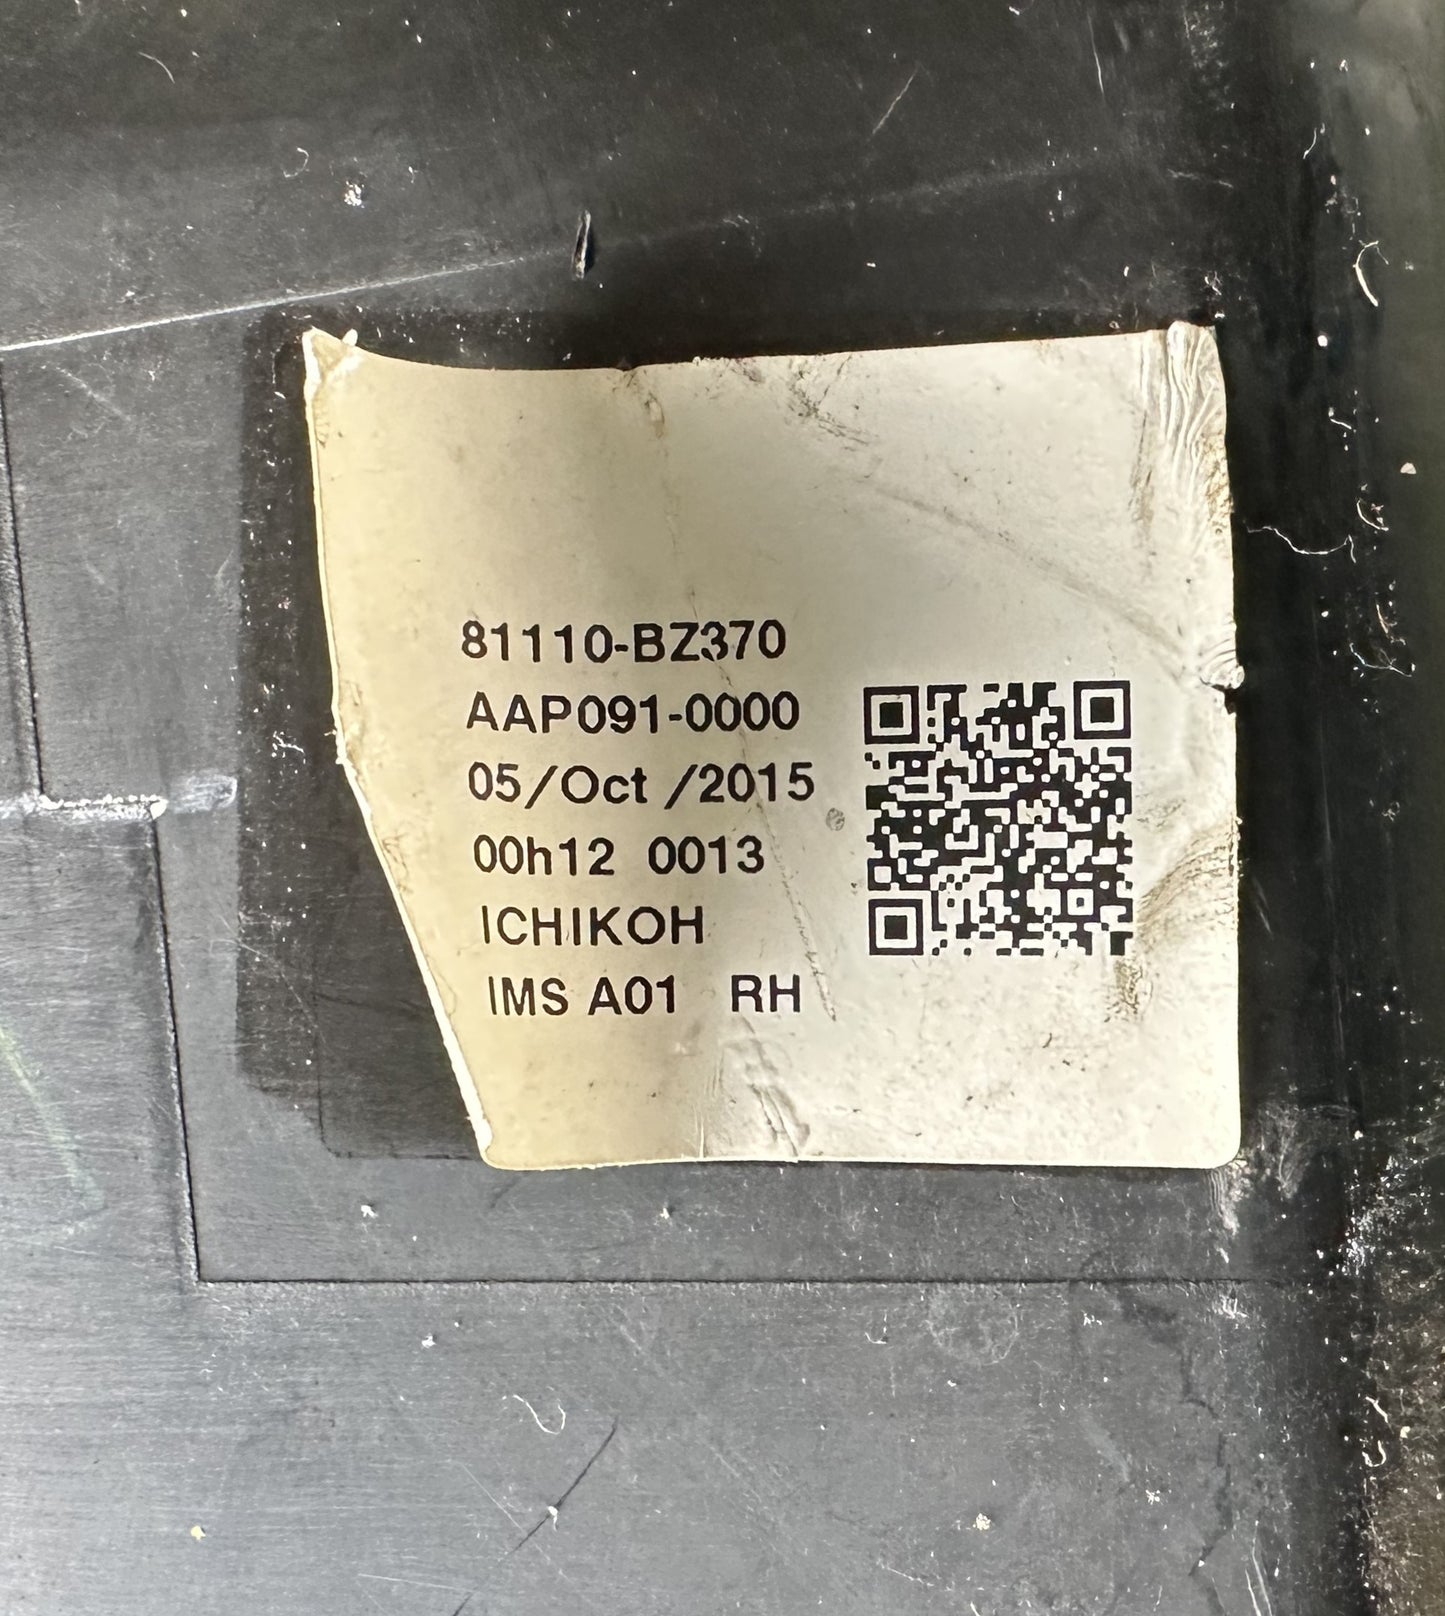 81110-BZ370
AAP091-0000
05/Oct /2015
00h12 0013
ICHIKOH
IMS A01 RH